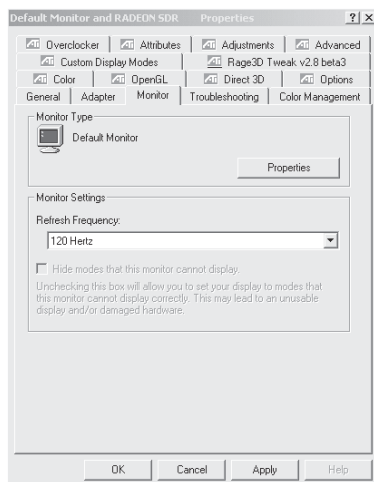 Default Monitor and RADEON SDR Properties
Overclocker Attributes Adjustments Advanced
Custom Display Modes Rage3D Tweak v2.8 beta3
Color OpenGL Direct 3D Options
General Adapter Monitor Troubleshooting Color Management
Monitor Type
Default Monitor
Properties
Monitor Settings
Refresh Frequency:
120 Hertz
Hide modes that this monitor cannot display.
Unchecking this box will allow you to set your display to modes that
this monitor cannot display correctly. This may lead to an unusable
display and/or damaged hardware.
OK Cancel Apply Help